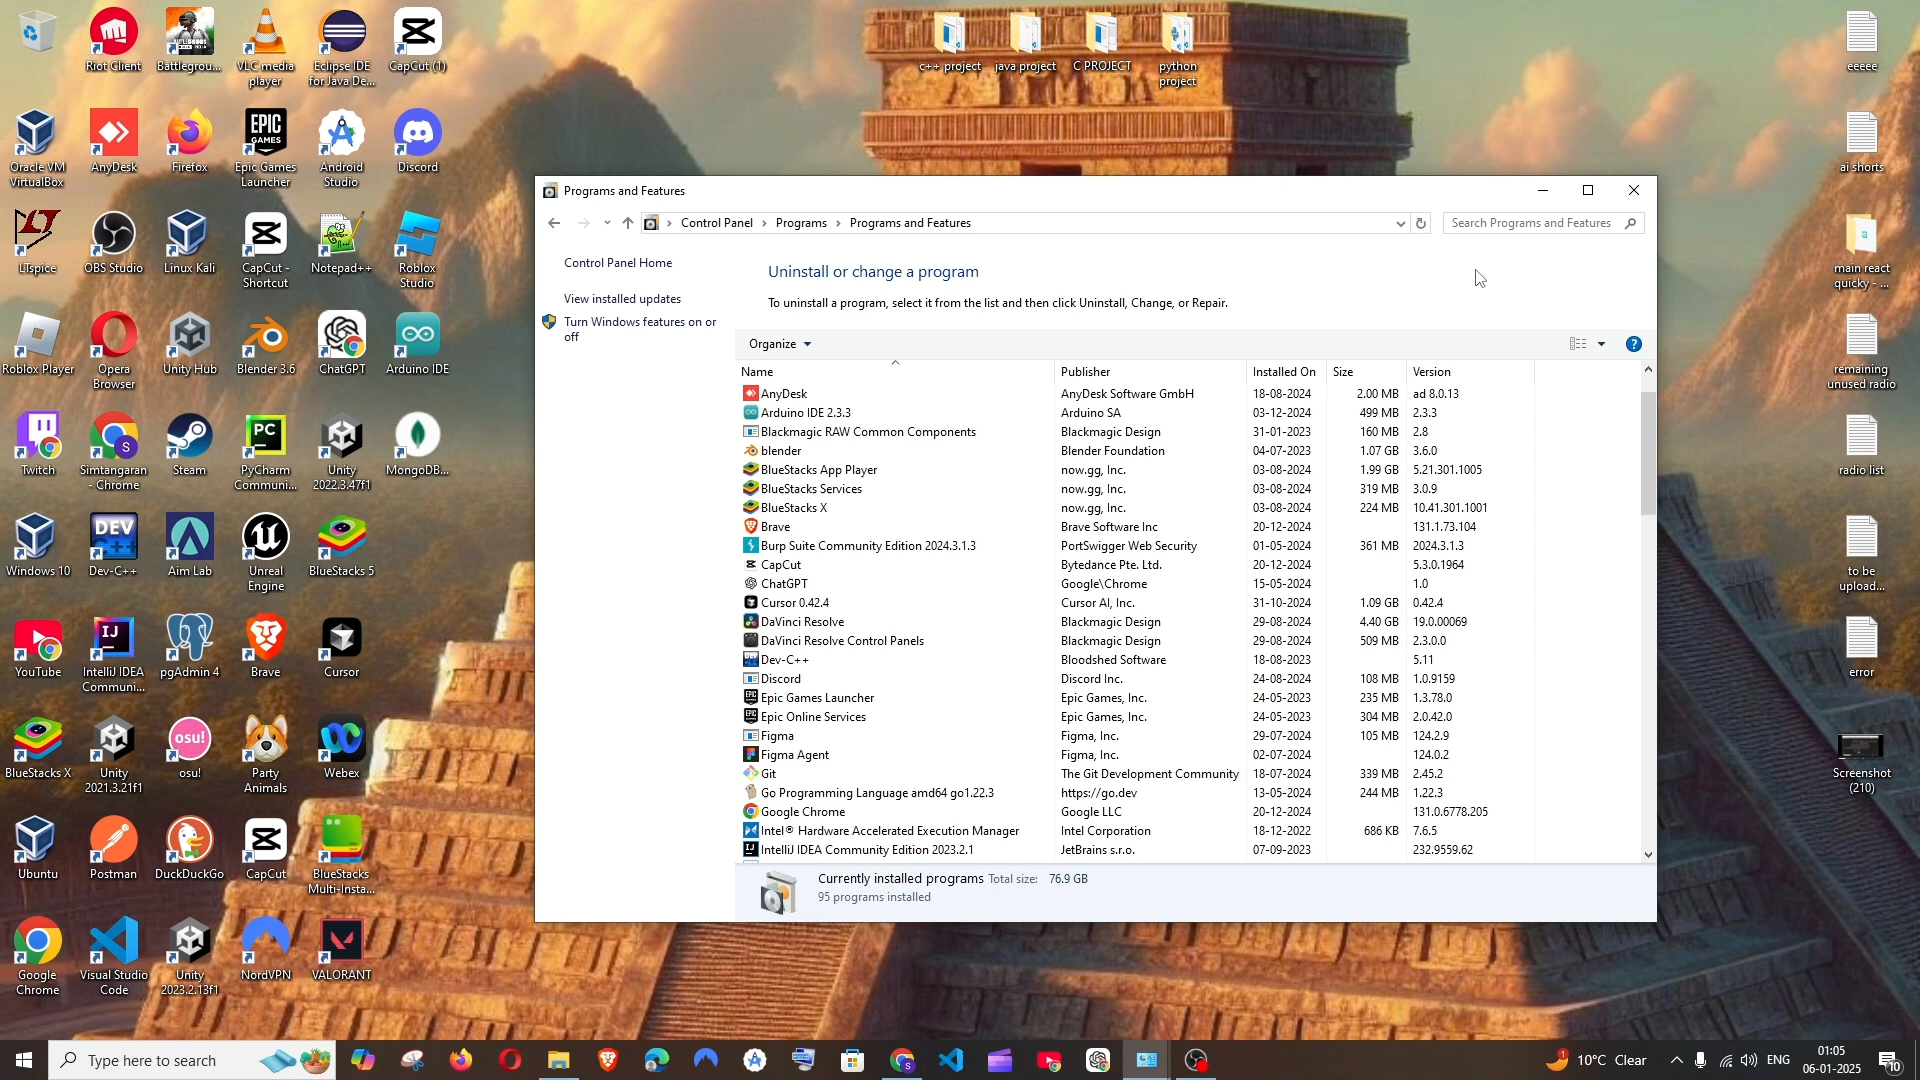 Riot Client
Battlegrou...
VLC media
player
Eclipse IDE
for Java De...
CapCut (1)
Oracle VM
VirtualBox
AnyDesk
Firefox
Epic Games
Launcher
Android
Studio
Discord
LTspice
OBS Studio
Linux Kali
CapCut -
Shortcut
Notepad++
Roblox
Studio
Roblox Player
Opera
Browser
Unity Hub
Blender 3.6
ChatGPT
Arduino IDE
Twitch
Simtangaran
- Chrome
Steam
PyCharm
Communi...
Unity
2022.3.47f1
MongoDB...
Windows 10
Dev-C++
Aim Lab
Unreal
Engine
BlueStacks 5
YouTube
IntelliJ IDEA
Communi...
pgAdmin 4
Brave
Cursor
BlueStacks X
Unity
2021.3.21f1
osu!
Party
Animals
Webex
Ubuntu
Postman
DuckDuckGo
CapCut
BlueStacks
Multi-Insta...
Google
Chrome
Visual Studio
Code
Unity
2023.2.13f1
NordVPN
VALORANT
c++ project
java project
C PROJECT
python
project
eeeee
ai shorts
main react
quicky - ...
remaining
unused radio
radio list
to be
upload...
error
Screenshot
(210)
Programs and Features
Control Panel > Programs > Programs and Features
Search Programs and Features
Control Panel Home
View installed updates
Turn Windows features on or
off
Uninstall or change a program
To uninstall a program, select it from the list and then click Uninstall, Change, or Repair.
Organize
Name Publisher Installed On Size Version
AnyDesk AnyDesk Software GmbH 18-08-2024 2.00 MB ad 8.0.13
Arduino IDE 2.3.3 Arduino SA 03-12-2024 499 MB 2.3.3
Blackmagic RAW Common Components Blackmagic Design 31-01-2023 160 MB 2.8
blender Blender Foundation 04-07-2023 1.07 GB 3.6.0
BlueStacks App Player now.gg, Inc. 03-08-2024 1.99 GB 5.21.301.1005
BlueStacks Services now.gg, Inc. 03-08-2024 319 MB 3.0.9
BlueStacks X now.gg, Inc. 03-08-2024 224 MB 10.41.301.1001
Brave Brave Software Inc 20-12-2024 131.1.73.104
Burp Suite Community Edition 2024.3.1.3 PortSwigger Web Security 01-05-2024 361 MB 2024.3.1.3
CapCut Bytedance Pte. Ltd. 20-12-2024 5.3.0.1964
ChatGPT Google\Chrome 15-05-2024 1.0
Cursor 0.42.4 Cursor AI, Inc. 31-10-2024 1.09 GB 0.42.4
DaVinci Resolve Blackmagic Design 29-08-2024 4.40 GB 19.0.00069
DaVinci Resolve Control Panels Blackmagic Design 29-08-2024 509 MB 2.3.0.0
Dev-C++ Bloodshed Software 18-08-2023 5.11
Discord Discord Inc. 24-08-2024 108 MB 1.0.9159
Epic Games Launcher Epic Games, Inc. 24-05-2023 235 MB 1.3.78.0
Epic Online Services Epic Games, Inc. 24-05-2023 304 MB 2.0.42.0
Figma Figma, Inc. 29-07-2024 105 MB 124.2.9
Figma Agent Figma, Inc. 02-07-2024 124.0.2
Git The Git Development Community 18-07-2024 339 MB 2.45.2
Go Programming Language amd64 go1.22.3 https://go.dev 13-05-2024 244 MB 1.22.3
Google Chrome Google LLC 20-12-2024 131.0.6778.205
Intel® Hardware Accelerated Execution Manager Intel Corporation 18-12-2022 686 KB 7.6.5
IntelliJ IDEA Community Edition 2023.2.1 JetBrains s.r.o. 07-09-2023 232.9559.62
Currently installed programs Total size: 76.9 GB
95 programs installed
Type here to search
10°C Clear
ENG
01:05
06-01-2025
10